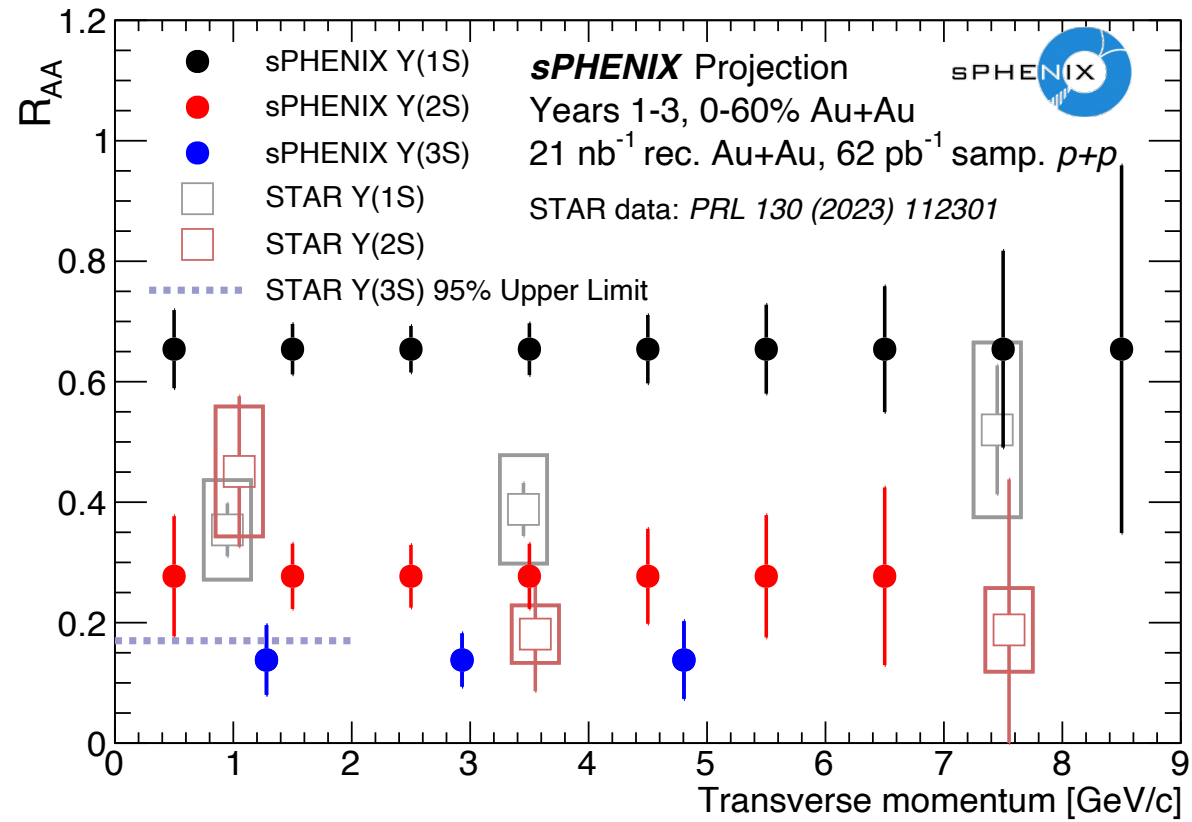 1.2
1
0.8
0.6
0.4
0.2
0
R_AA
sPHENIX Υ(1S)
sPHENIX Υ(2S)
sPHENIX Υ(3S)
STAR Υ(1S)
STAR Υ(2S)
STAR Υ(3S) 95% Upper Limit
sPHENIX Projection
Years 1-3, 0-60% Au+Au
21 nb⁻¹ rec. Au+Au, 62 pb⁻¹ samp. p+p
STAR data: PRL 130 (2023) 112301
sPHENIX
0 1 2 3 4 5 6 7 8 9
Transverse momentum [GeV/c]